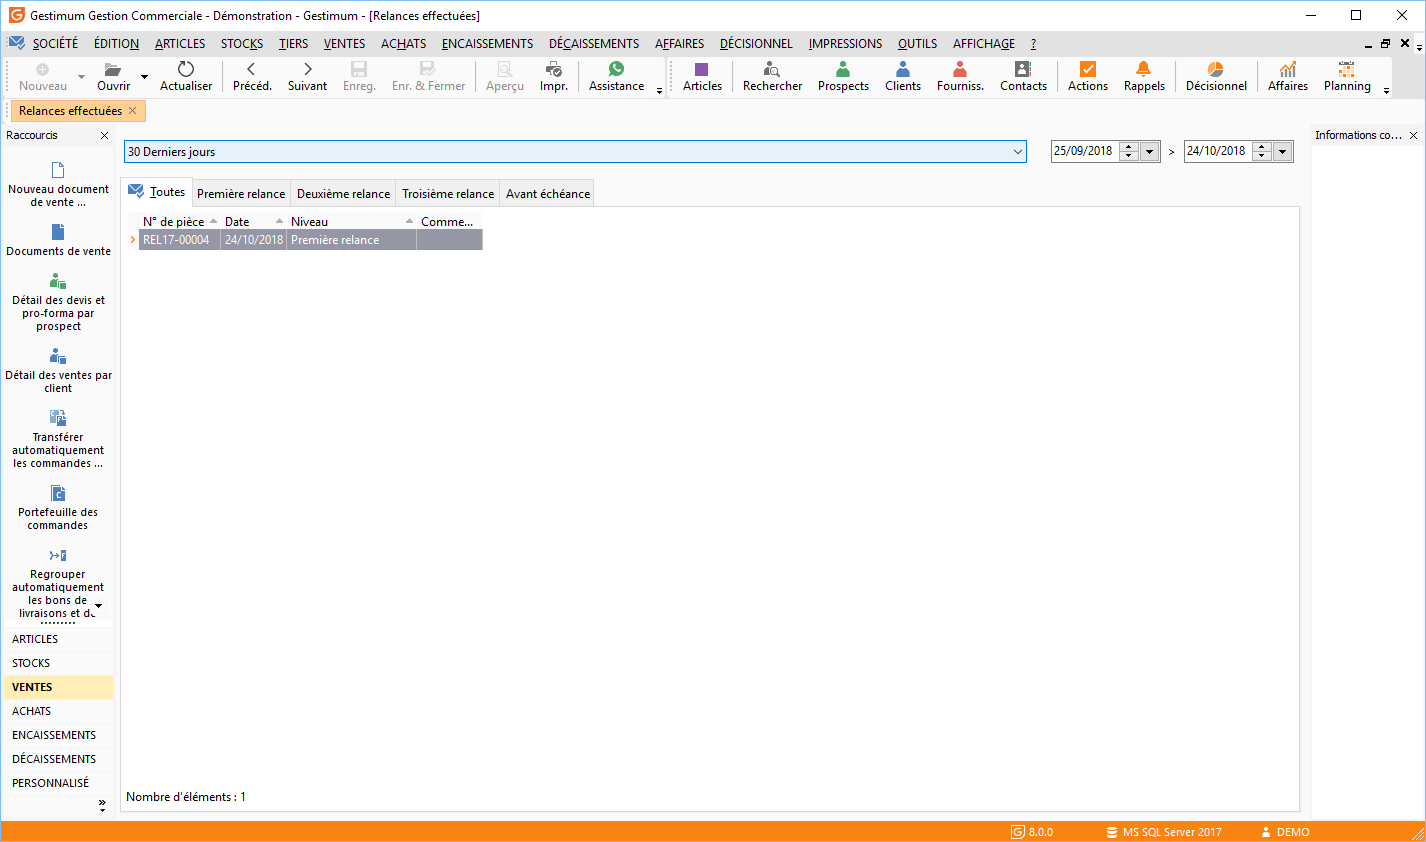 Gestimum Gestion Commerciale - Démonstration - Gestimum - [Relances effectuées]
SOCIÉTÉ ÉDITION ARTICLES STOCKS TIERS VENTES ACHATS ENCAISSEMENTS DÉCAISSEMENTS AFFAIRES DÉCISIONNEL IMPRESSIONS OUTILS AFFICHAGE ?
Nouveau Ouvrir Actualiser Précéd. Suivant Enreg. Enr. & Fermer Aperçu Impr. Assistance Articles Rechercher Prospects Clients Fourniss. Contacts Actions Rappels Décisionnel Affaires Planning
Relances effectuées
Raccourcis
Nouveau document
de vente ...
Documents de vente
Détail des devis et
pro-forma par
prospect
Détail des ventes par
client
Transférer
automatiquement
les commandes ...
Portefeuille des
commandes
Regrouper
automatiquement
les bons de
livraisons et
ARTICLES
STOCKS
VENTES
ACHATS
ENCAISSEMENTS
DÉCAISSEMENTS
PERSONNALISÉ
30 Derniers jours
25/09/2018 > 24/10/2018
Toutes Première relance Deuxième relance Troisième relance Avant échéance
N° de pièce Date Niveau Comme...
REL17-00004 24/10/2018 Première relance
Nombre d'éléments : 1
Informations co...
8.0.0 MS SQL Server 2017 DEMO